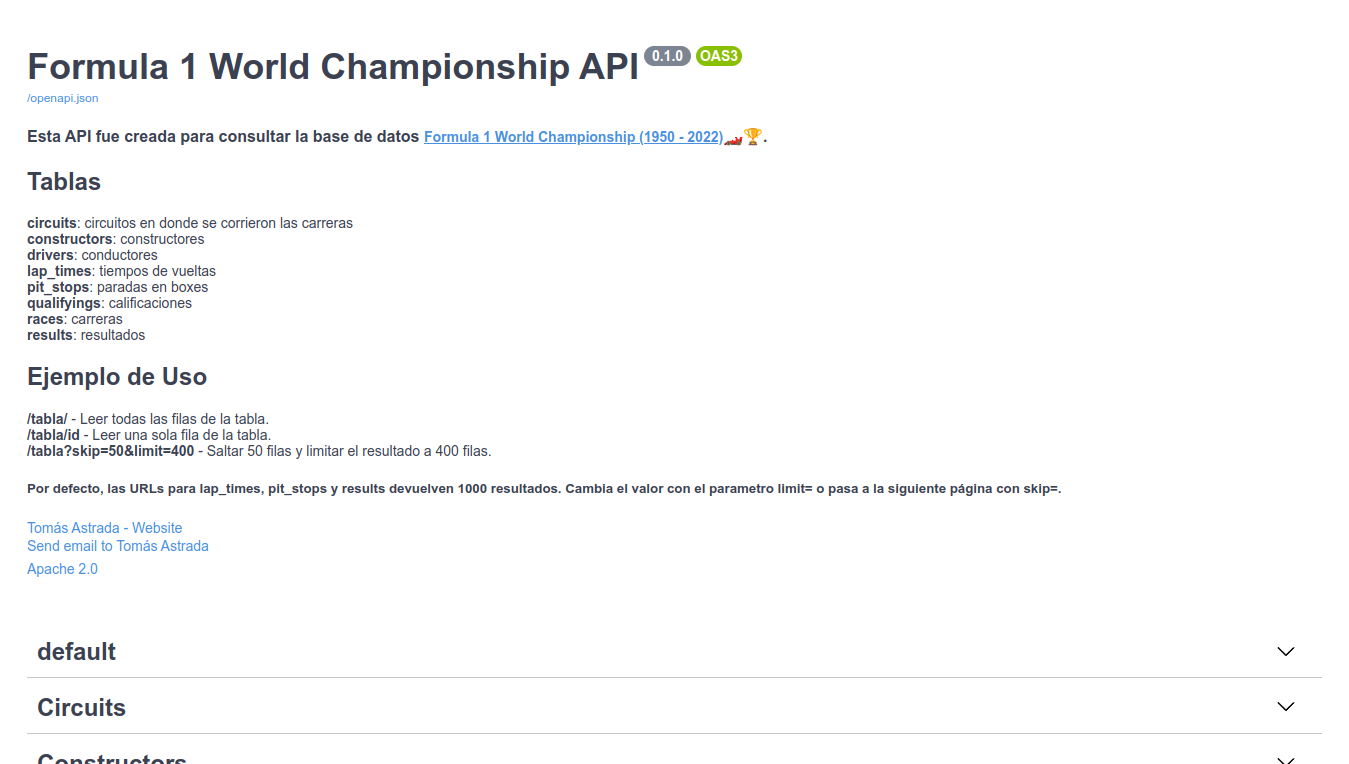 Formula 1 World Championship API 0.1.0 OAS3
/openapi.json
Esta API fue creada para consultar la base de datos Formula 1 World Championship (1950 - 2022)🏎️🏆.
Tablas
circuits: circuitos en donde se corrieron las carreras
constructors: constructores
drivers: conductores
lap_times: tiempos de vueltas
pit_stops: paradas en boxes
qualifyings: calificaciones
races: carreras
results: resultados
Ejemplo de Uso
/tabla/ - Leer todas las filas de la tabla.
/tabla/id - Leer una sola fila de la tabla.
/tabla?skip=50&limit=400 - Saltar 50 filas y limitar el resultado a 400 filas.
Por defecto, las URLs para lap_times, pit_stops y results devuelven 1000 resultados. Cambia el valor con el parametro limit= o pasa a la siguiente página con skip=.
Tomás Astrada - Website
Send email to Tomás Astrada
Apache 2.0
default
Circuits
Constructors